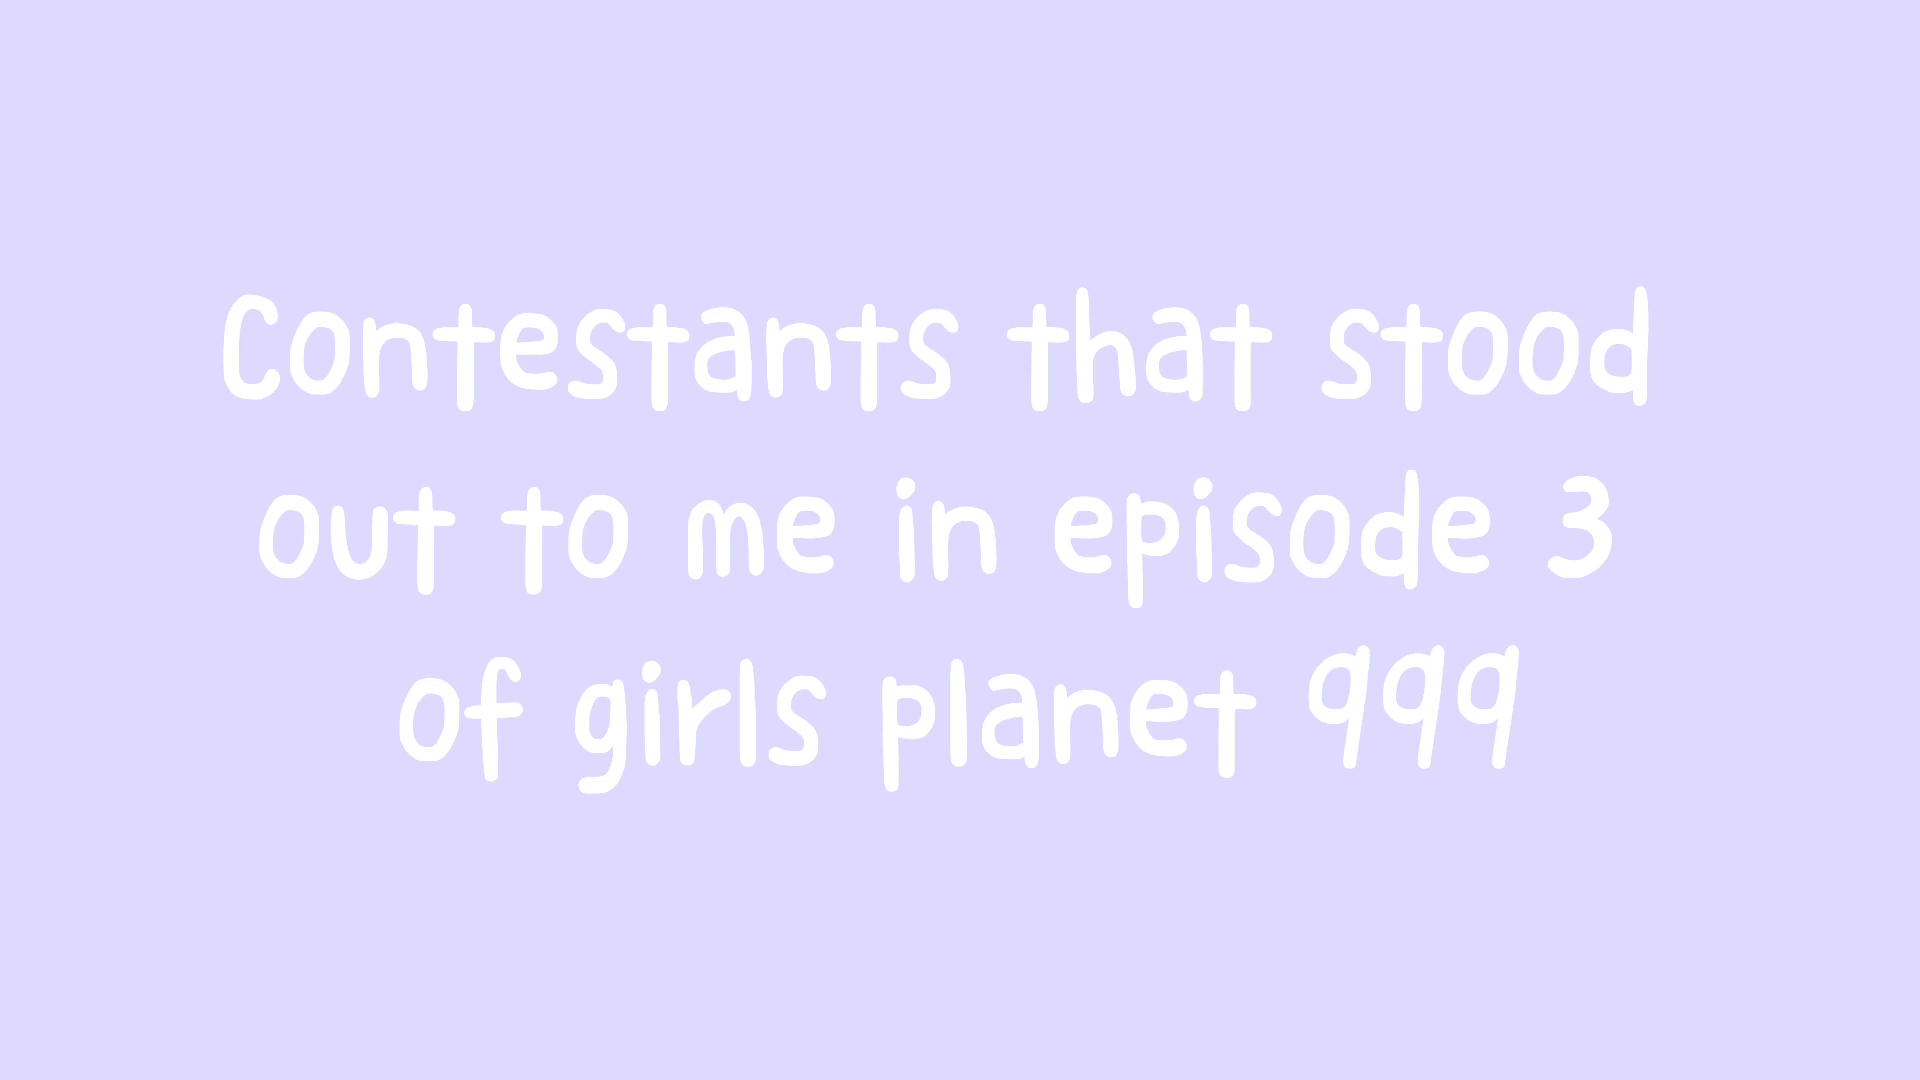 Contestants that stood
out to me in episode 3
of girls planet 999